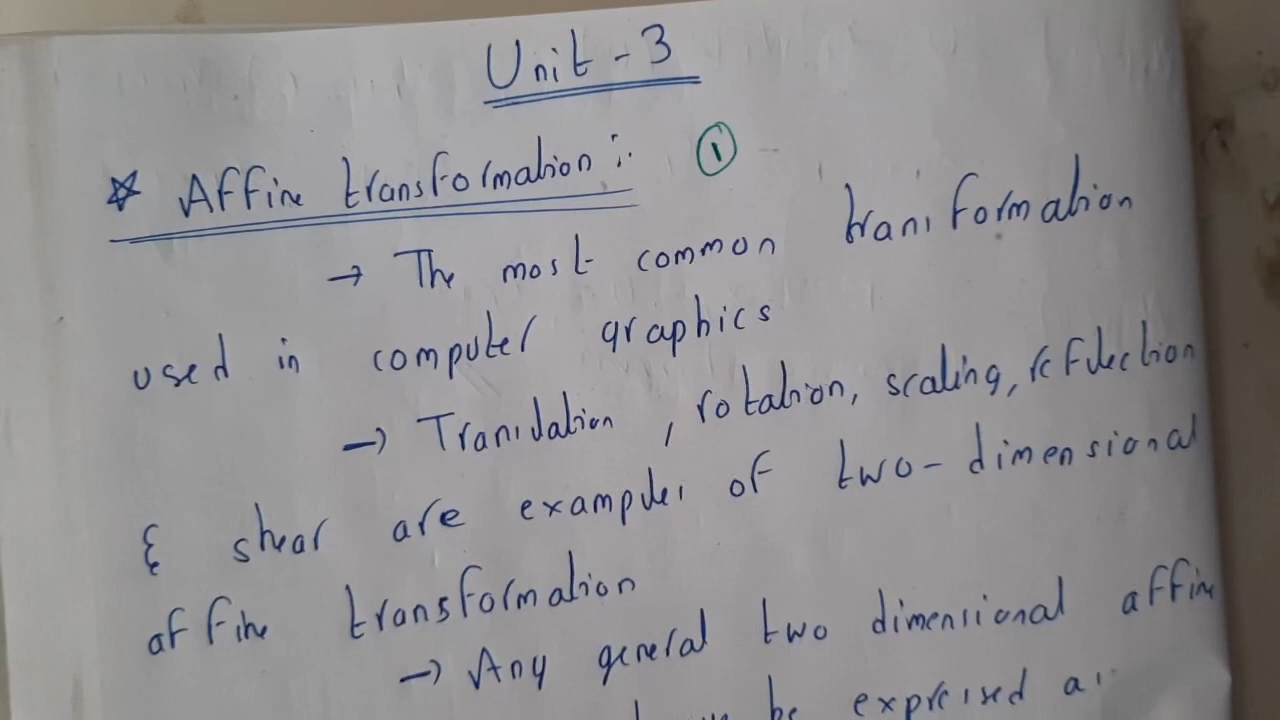 Unit - 3
☆ Affine transformation :. ①
→ The most common transformation
used in computer graphics
→ Translation, rotation, scaling, reflection
& shear are examples of two-dimensional
affine transformation
→ Any general two dimensional affine
be expressed as